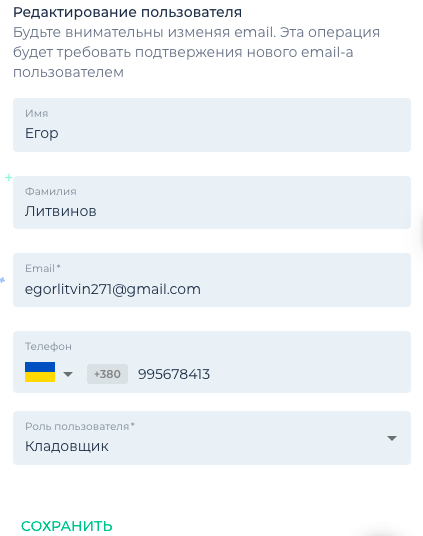 Редактирование пользователя
Будьте внимательны изменяя email. Эта операция
будет требовать подтвержения нового email-а
пользователем
Имя
Егор
Фамилия
Литвинов
Email*
egorlitvin271@gmail.com
Телефон
+380 995678413
Роль пользователя*
Кладовщик
СОХРАНИТЬ